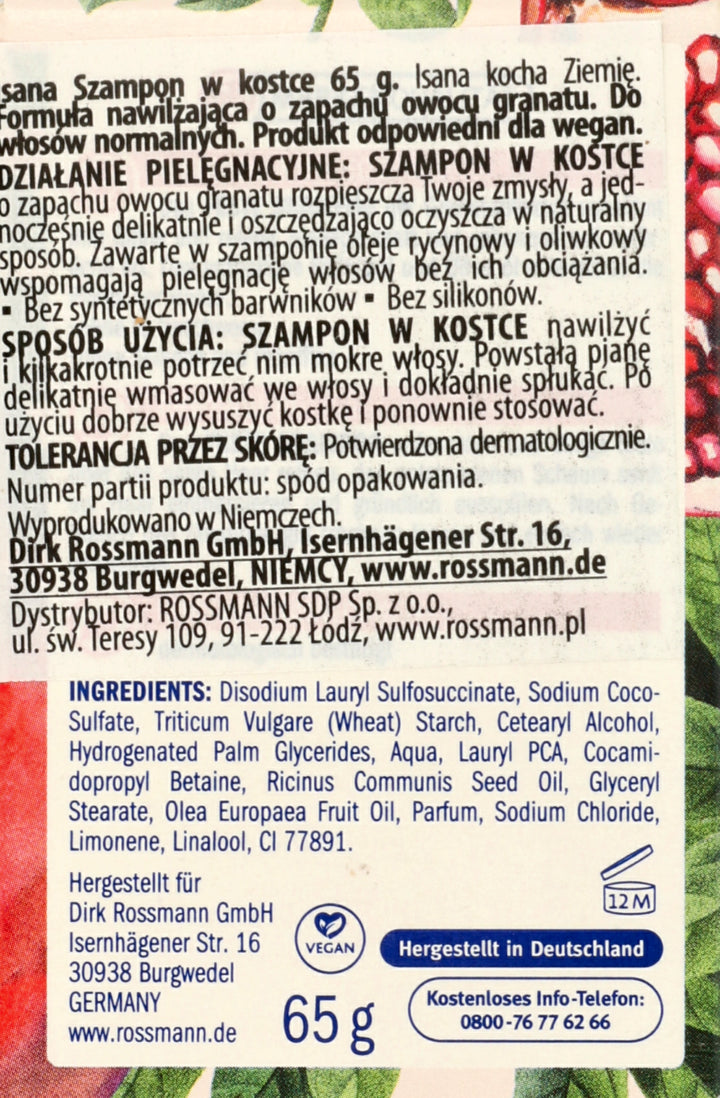 Isana Szampon w kostce 65 g. Isana kocha Ziemię.
Formuła nawilżająca o zapachu owocu granatu. Do
włosów normalnych. Produkt odpowiedni dla wegan.
DZIAŁANIE PIELĘGNACYJNE: SZAMPON W KOSTCE
o zapachu owocu granatu rozpieszcza Twoje zmysły, a jed-
nocześnie delikatnie i oszczędzająco oczyszcza w naturalny
sposób. Zawarte w szamponie oleje rycynowy i oliwkowy
wspomagają pielęgnację włosów bez ich obciążania.
▪ Bez syntetycznych barwników ▪ Bez silikonów.
SPOSÓB UŻYCIA: SZAMPON W KOSTCE nawilżyć
i kilkakrotnie potrzeć nim mokre włosy. Powstałą pianę
delikatnie wmasować we włosy i dokładnie spłukać. Po
użyciu dobrze wysuszyć kostkę i ponownie stosować.
TOLERANCJA PRZEZ SKÓRĘ: Potwierdzona dermatologicznie.
Numer partii produktu: spód opakowania.
Wyprodukowano w Niemczech.
Dirk Rossmann GmbH, Isernhägener Str. 16,
30938 Burgwedel, NIEMCY, www.rossmann.de
Dystrybutor: ROSSMANN SDP Sp. z o.o.,
ul. św. Teresy 109, 91-222 Łódź, www.rossmann.pl
INGREDIENTS: Disodium Lauryl Sulfosuccinate, Sodium Coco-
Sulfate, Triticum Vulgare (Wheat) Starch, Cetearyl Alcohol,
Hydrogenated Palm Glycerides, Aqua, Lauryl PCA, Cocami-
dopropyl Betaine, Ricinus Communis Seed Oil, Glyceryl
Stearate, Olea Europaea Fruit Oil, Parfum, Sodium Chloride,
Limonene, Linalool, CI 77891.
Hergestellt für
Dirk Rossmann GmbH
Isernhägener Str. 16
30938 Burgwedel
GERMANY
www.rossmann.de
VEGAN
65 g
12 M
Hergestellt in Deutschland
Kostenloses Info-Telefon:
0800-76 77 62 66